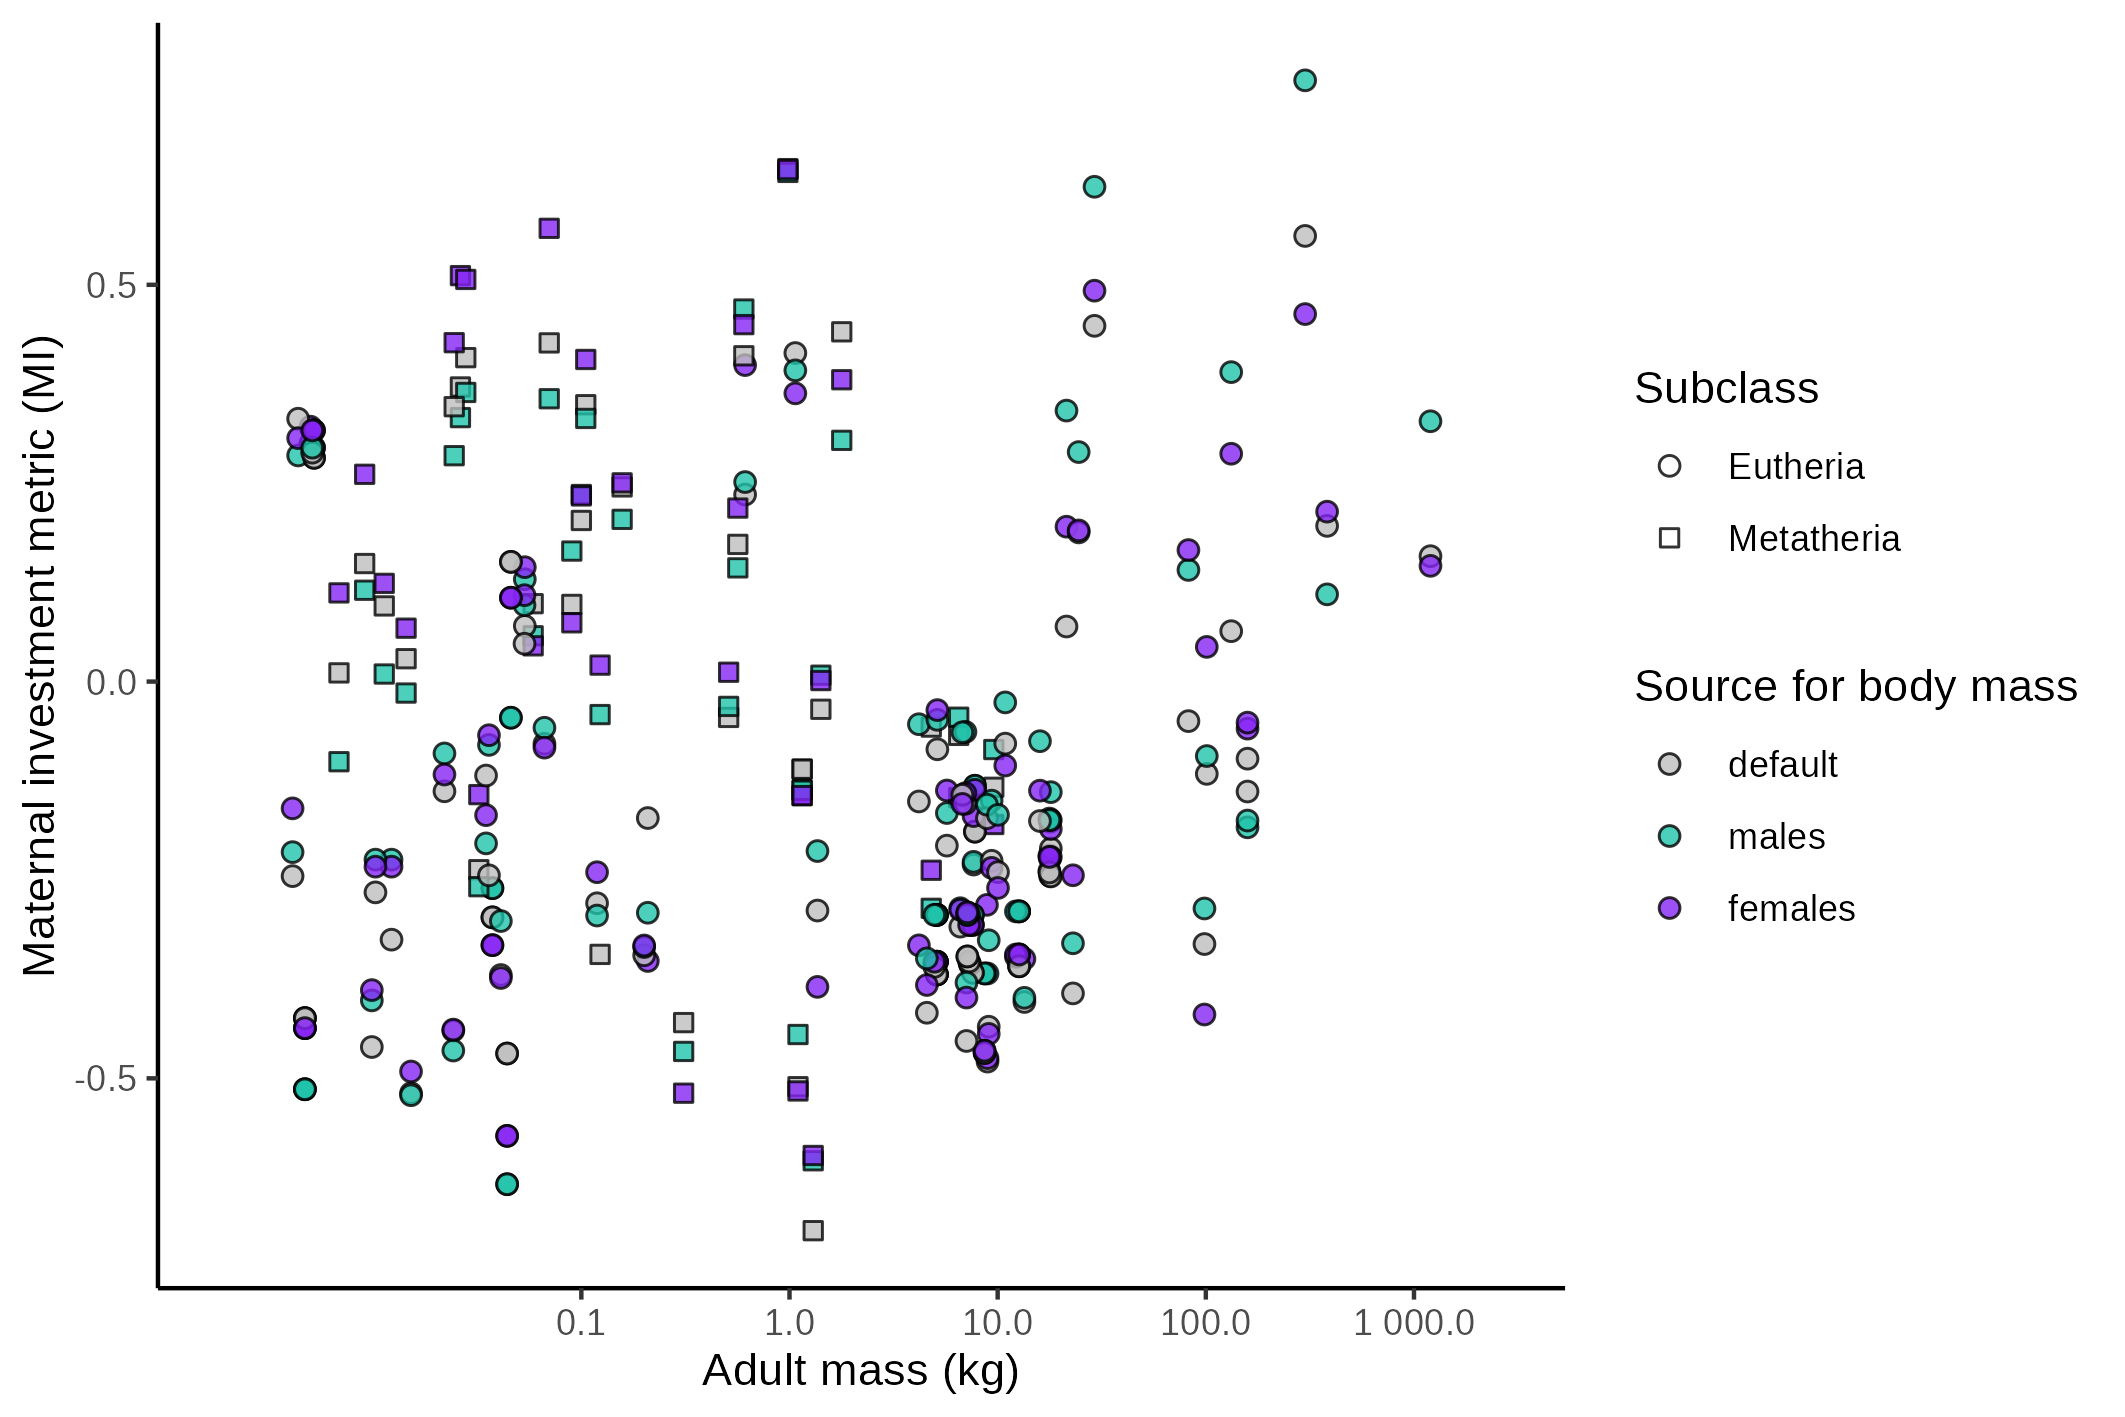 Maternal investment metric (MI)
0.5
0.0
-0.5
0.1
1.0
10.0
100.0
1 000.0
Adult mass (kg)
Subclass
Eutheria
Metatheria
Source for body mass
default
males
females